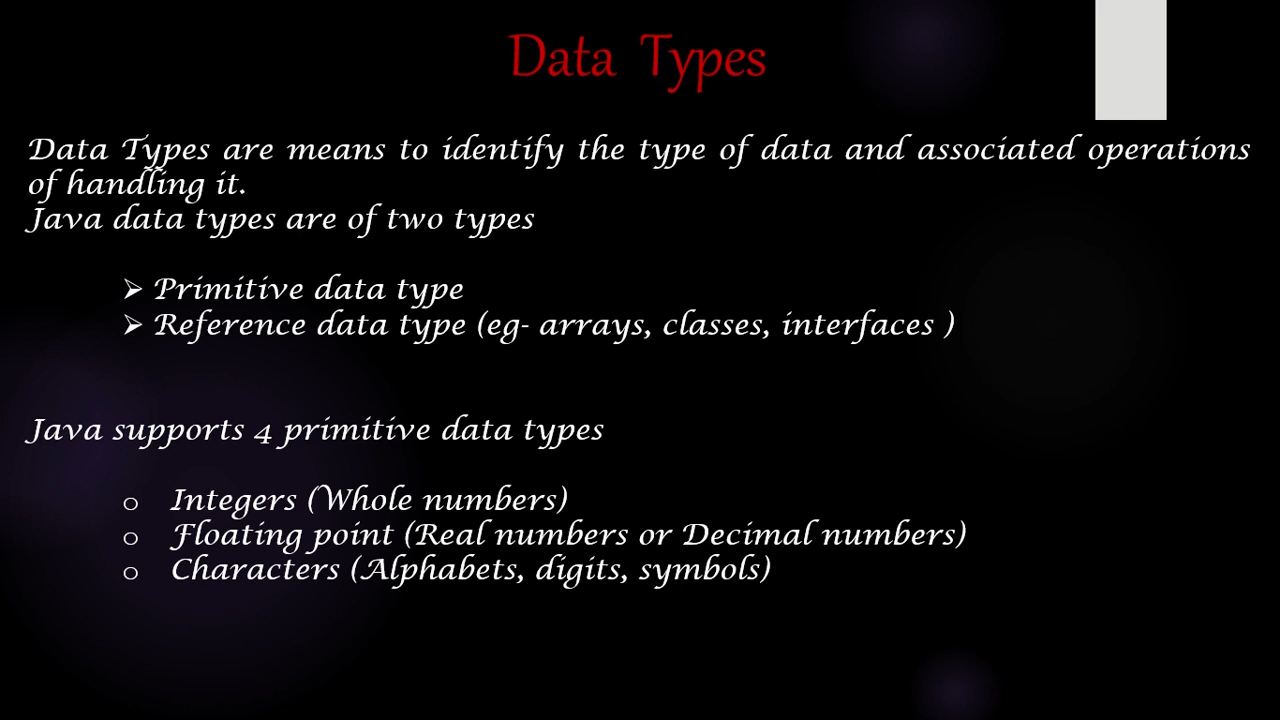 Data Types
Data Types are means to identify the type of data and associated operations
of handling it.
Java data types are of two types
➢ Primitive data type
➢ Reference data type (eg- arrays, classes, interfaces )
Java supports 4 primitive data types
o Integers (Whole numbers)
o Floating point (Real numbers or Decimal numbers)
o Characters (Alphabets, digits, symbols)